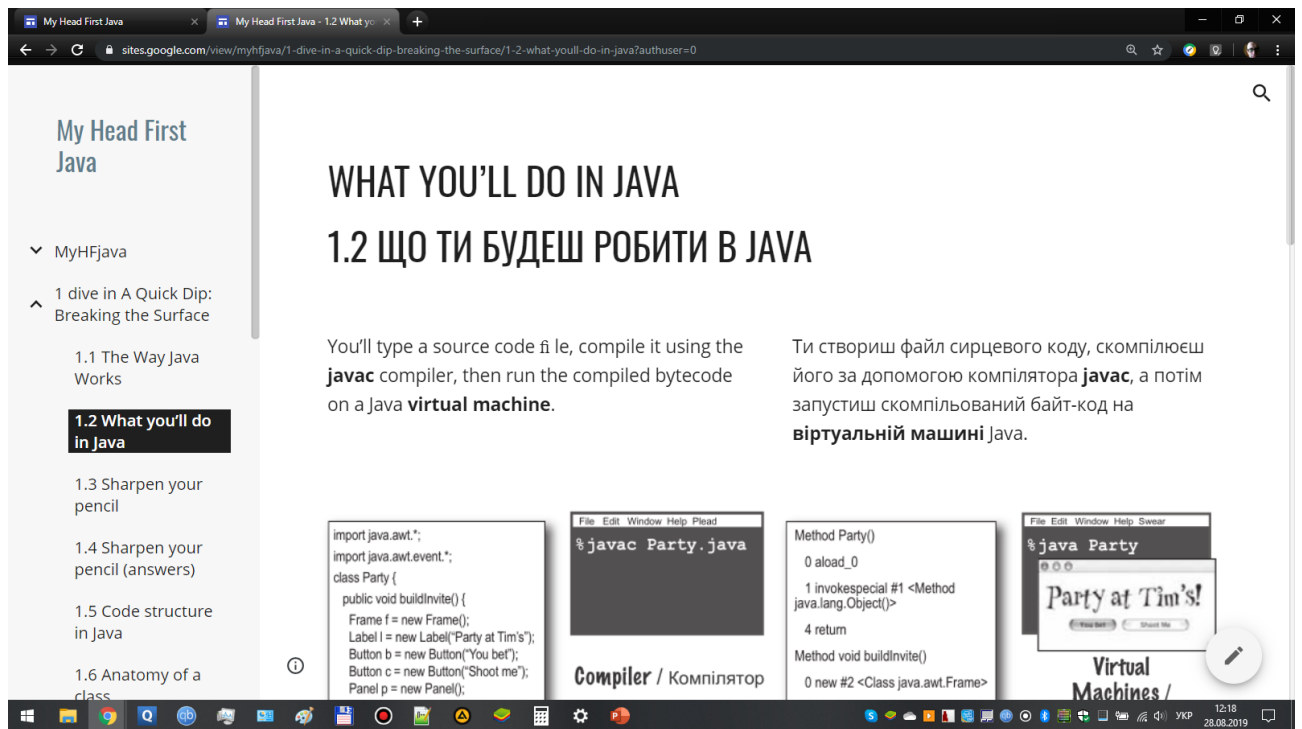 My Head First Java
My Head First Java - 1.2 What yo
sites.google.com/view/myhfjava/1-dive-in-a-quick-dip-breaking-the-surface/1-2-what-youll-do-in-java?authuser=0
My Head First
Java
MyHFjava
1 dive in A Quick Dip:
Breaking the Surface
1.1 The Way Java
Works
1.2 What you’ll do
in Java
1.3 Sharpen your
pencil
1.4 Sharpen your
pencil (answers)
1.5 Code structure
in Java
1.6 Anatomy of a
class
WHAT YOU’LL DO IN JAVA
1.2 ЩО ТИ БУДЕШ РОБИТИ В JAVA
You’ll type a source code ﬁ le, compile it using the
javac compiler, then run the compiled bytecode
on a Java virtual machine.
Ти створиш файл сирцевого коду, скомпілюєш
його за допомогою компілятора javac, а потім
запустиш скомпільований байт-код на
віртуальній машині Java.
import java.awt.*;
import java.awt.event.*;
class Party {
public void buildInvite() {
Frame f = new Frame();
Label l = new Label(“Party at Tim’s”);
Button b = new Button(“You bet”);
Button c = new Button(“Shoot me”);
Panel p = new Panel();
File Edit Window Help Plead
%javac Party.java
Compiler / Компілятор
Method Party()
0 aload_0
1 invokespecial #1 <Method
java.lang.Object()>
4 return
Method void buildInvite()
0 new #2 <Class java.awt.Frame>
File Edit Window Help Swear
%java Party
Party at Tim’s!
You bet
Shoot Me
Virtual
Machines /
УКР
12:18
28.08.2019